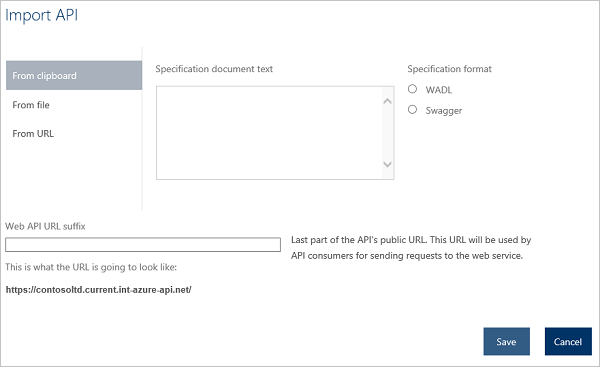 Import API
From clipboard
From file
From URL
Specification document text
Specification format
WADL
Swagger
Web API URL suffix
Last part of the API's public URL. This URL will be used by
API consumers for sending requests to the web service.
This is what the URL is going to look like:
https://contosoltd.current.int-azure-api.net/
Save
Cancel